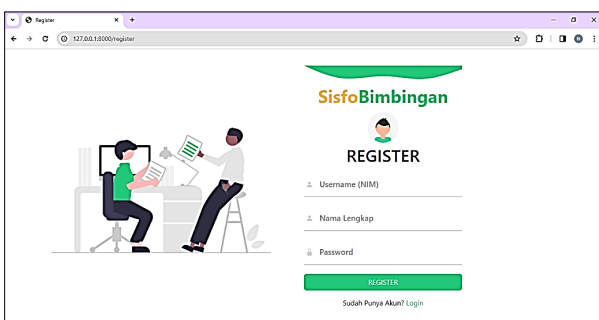 Register
127.0.0.1:8000/register
SisfoBimbingan
REGISTER
Username (NIM)
Nama Lengkap
Password
REGISTER
Sudah Punya Akun? Login